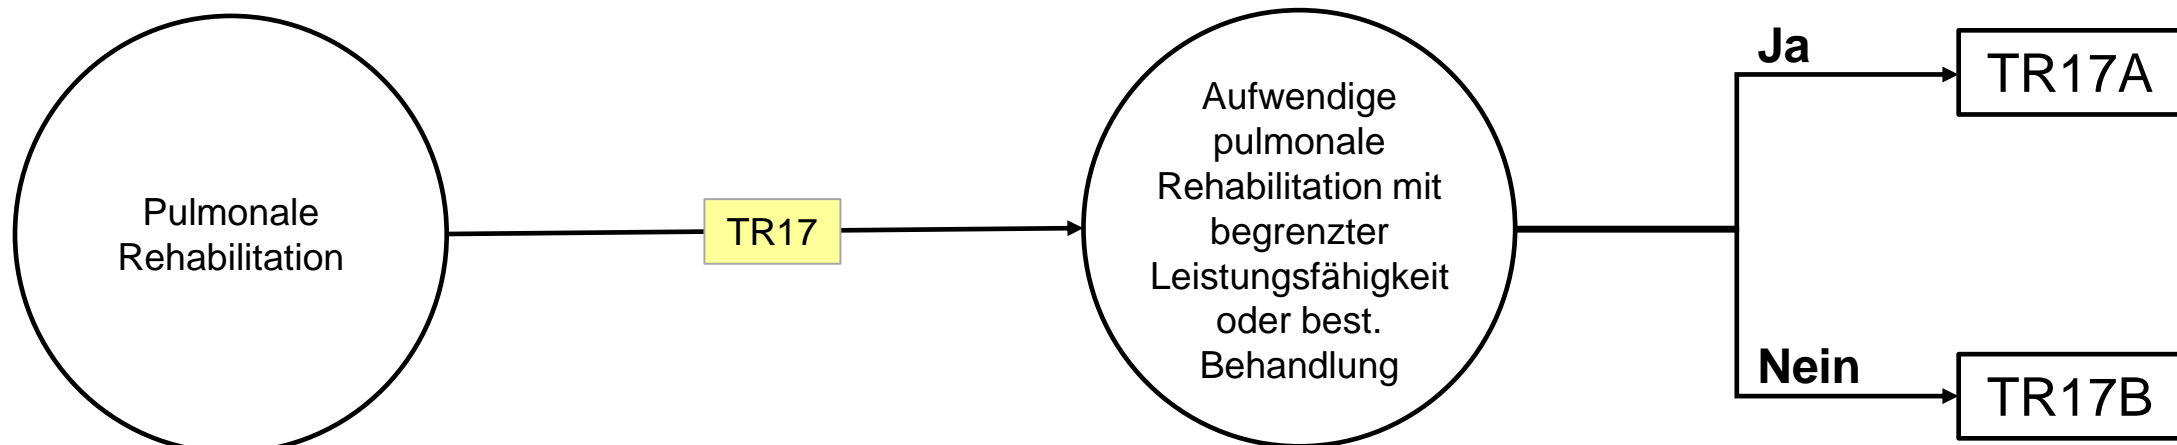 Pulmonale
Rehabilitation
TR17
Aufwendige
pulmonale
Rehabilitation mit
begrenzter
Leistungsfähigkeit
oder best.
Behandlung
Ja
TR17A
Nein
TR17B